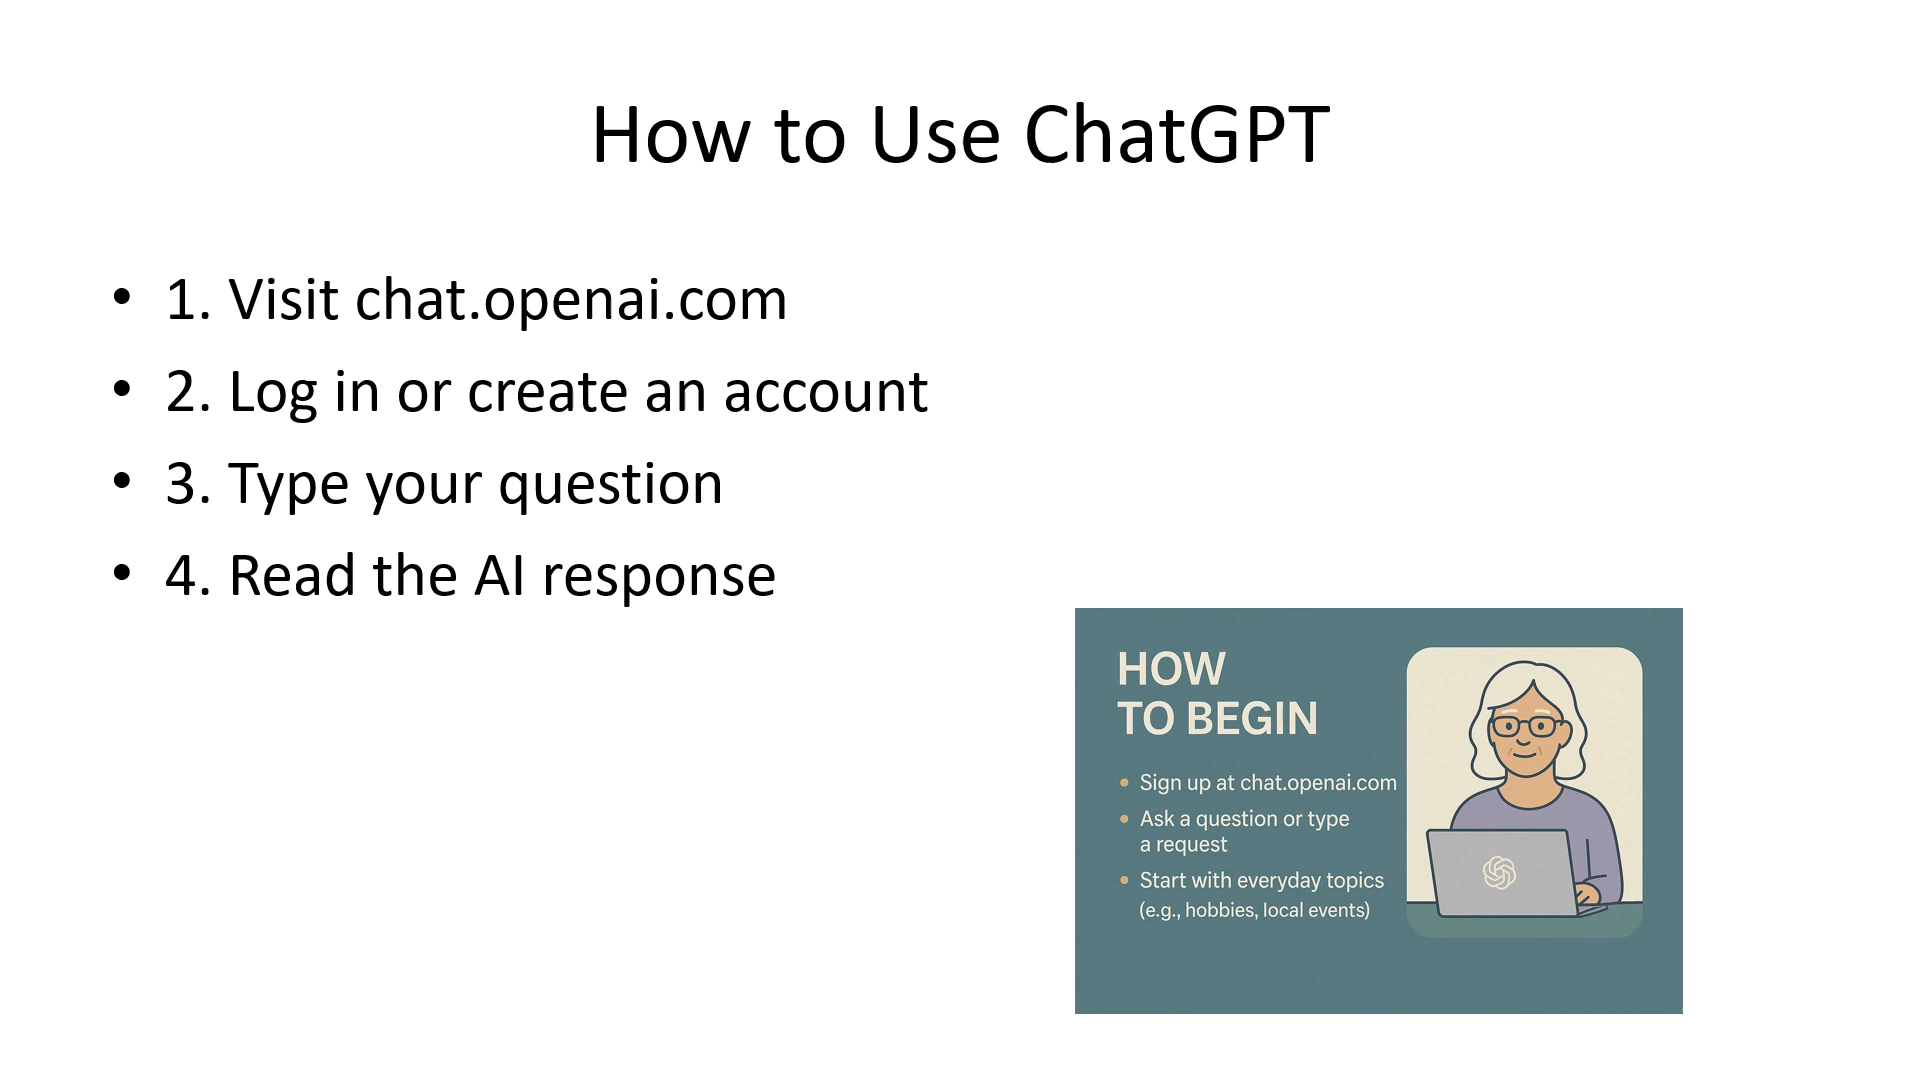 How to Use ChatGPT
• 1. Visit chat.openai.com
• 2. Log in or create an account
• 3. Type your question
• 4. Read the AI response
HOW
TO BEGIN
• Sign up at chat.openai.com
• Ask a question or type
a request
• Start with everyday topics
(e.g., hobbies, local events)